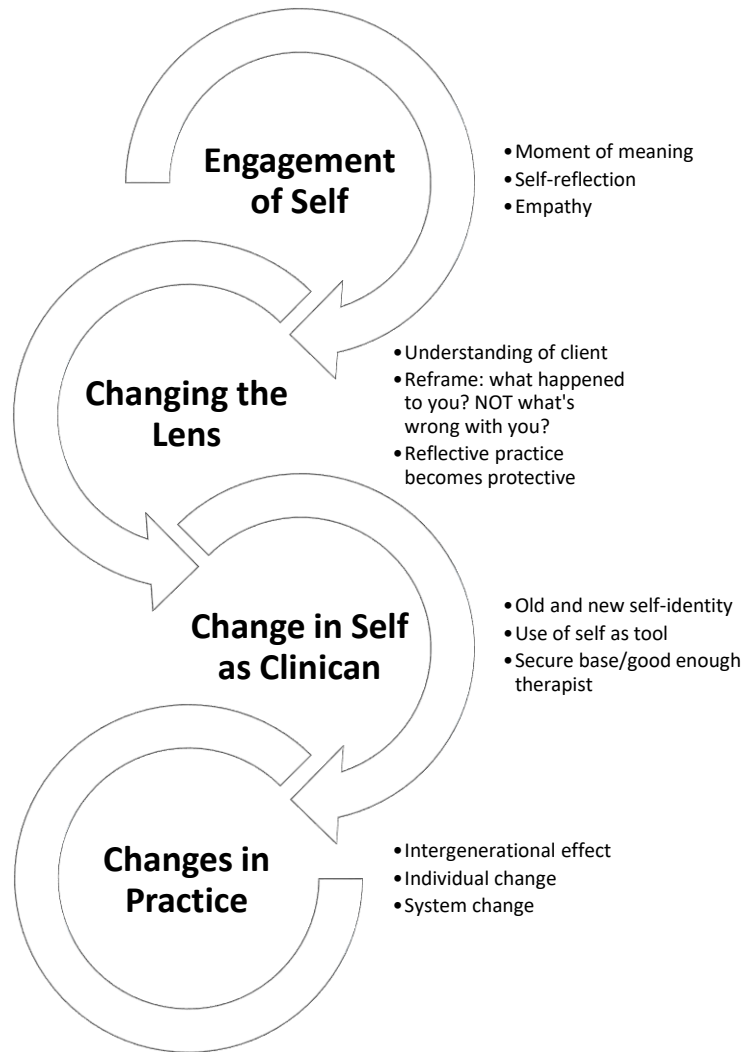 Engagement
of Self
•Moment of meaning
•Self-reflection
•Empathy
Changing the
Lens
•Understanding of client
•Reframe: what happened
to you? NOT what's
wrong with you?
•Reflective practice
becomes protective
Change in Self
as Clinican
•Old and new self-identity
•Use of self as tool
•Secure base/good enough
therapist
Changes in
Practice
•Intergenerational effect
•Individual change
•System change